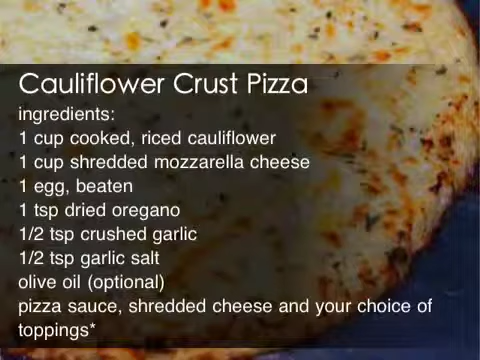 Cauliflower Crust Pizza
ingredients:
1 cup cooked, riced cauliflower
1 cup shredded mozzarella cheese
1 egg, beaten
1 tsp dried oregano
1/2 tsp crushed garlic
1/2 tsp garlic salt
olive oil (optional)
pizza sauce, shredded cheese and your choice of
toppings*